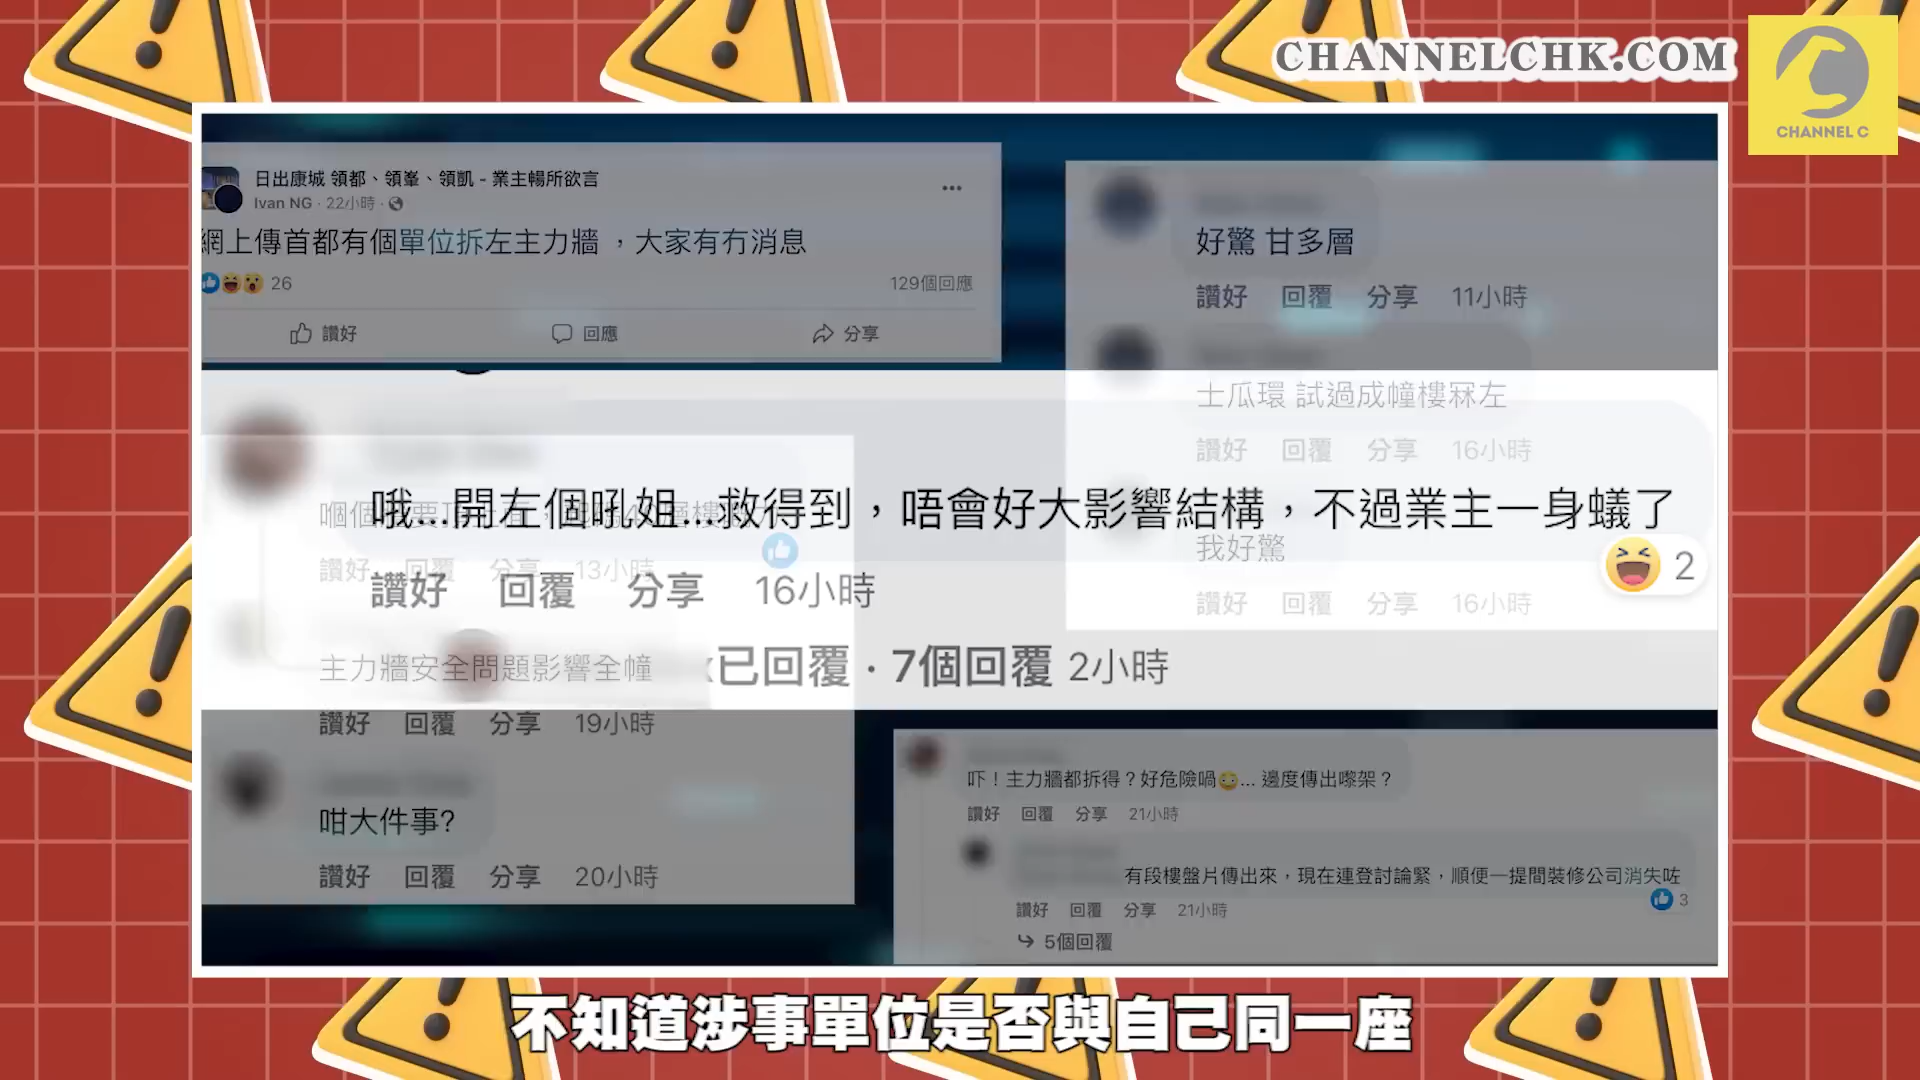 CHANNELCHK.COM
CHANNEL C
日出康城 領都、領峯、領凱 - 業主暢所欲言
Ivan NG · 22小時 ·
網上傳首都有個單位拆左主力牆 ，大家有冇消息
26
129個回應
讚好 回應 分享
好驚 甘多層
讚好 回覆 分享 11小時
士瓜環 試過成幢樓冧左
讚好 回覆 分享 16小時
我好驚
讚好 回覆 分享 16小時
哦...開左個吼姐...救得到，唔會好大影響結構，不過業主一身蟻了
2
讚好 回覆 分享 16小時
已回覆 · 7個回覆 2小時
讚好 回覆 分享 13小時
主力牆安全問題影響全幢
讚好 回覆 分享 19小時
咁大件事?
讚好 回覆 分享 20小時
吓！主力牆都拆得？好危險喎... 邊度傳出嚟架？
讚好 回覆 分享 21小時
有段樓盤片傳出來，現在連登討論緊，順便一提間裝修公司消失咗
3
讚好 回覆 分享 21小時
5個回覆
不知道涉事單位是否與自己同一座